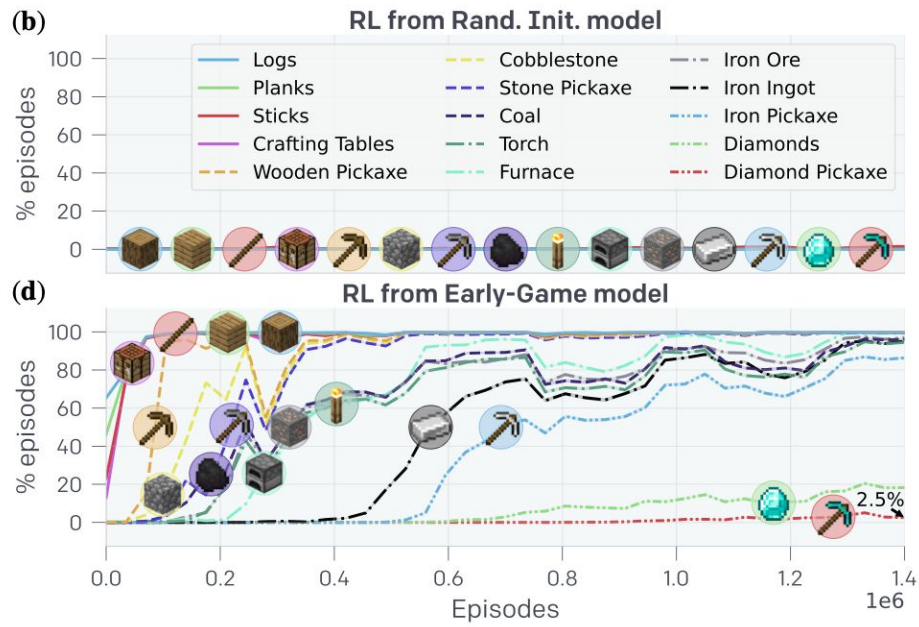 (b) RL from Rand. Init. model
% episodes
100
80
60
40
20
0
Logs
Planks
Sticks
Crafting Tables
Wooden Pickaxe
Cobblestone
Stone Pickaxe
Coal
Torch
Furnace
Iron Ore
Iron Ingot
Iron Pickaxe
Diamonds
Diamond Pickaxe
(d) RL from Early-Game model
% episodes
100
80
60
40
20
0
2.5%
0.0 0.2 0.4 0.6 0.8 1.0 1.2 1.4
1e6
Episodes